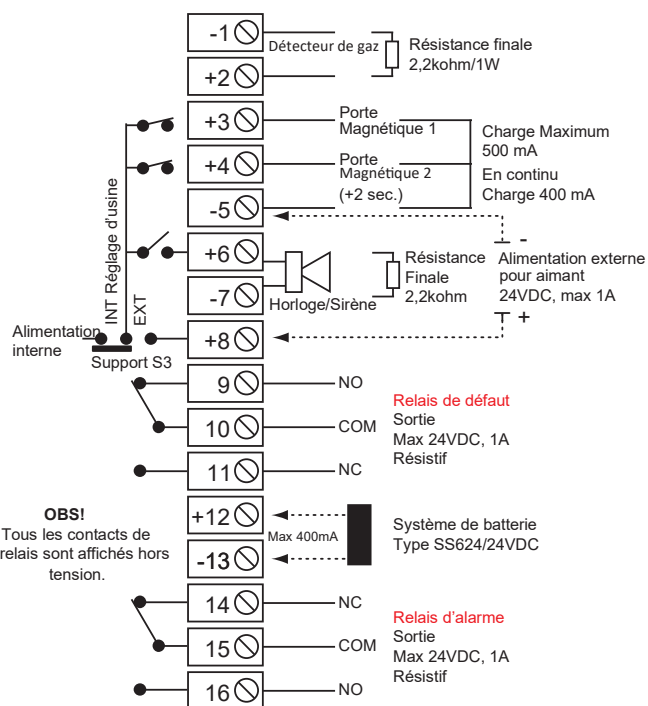 -1
Détecteur de gaz
Résistance finale
2,2kohm/1W
+2
+3
Porte
Magnétique 1
Charge Maximum
500 mA
+4
Porte
Magnétique 2
(+2 sec.)
En continu
Charge 400 mA
-5
INT Réglage d'usine
EXT
+6
-7
Horloge/Sirène
Résistance
Finale
2,2kohm
-
Alimentation externe
pour aimant
24VDC, max 1A
+
Alimentation
interne
Support S3
+8
9
NO
10
COM
11
NC
Relais de défaut
Sortie
Max 24VDC, 1A
Résistif
OBS!
Tous les contacts de
relais sont affichés hors
tension.
+12
-13
Max 400mA
Système de batterie
Type SS624/24VDC
14
NC
15
COM
16
NO
Relais d'alarme
Sortie
Max 24VDC, 1A
Résistif